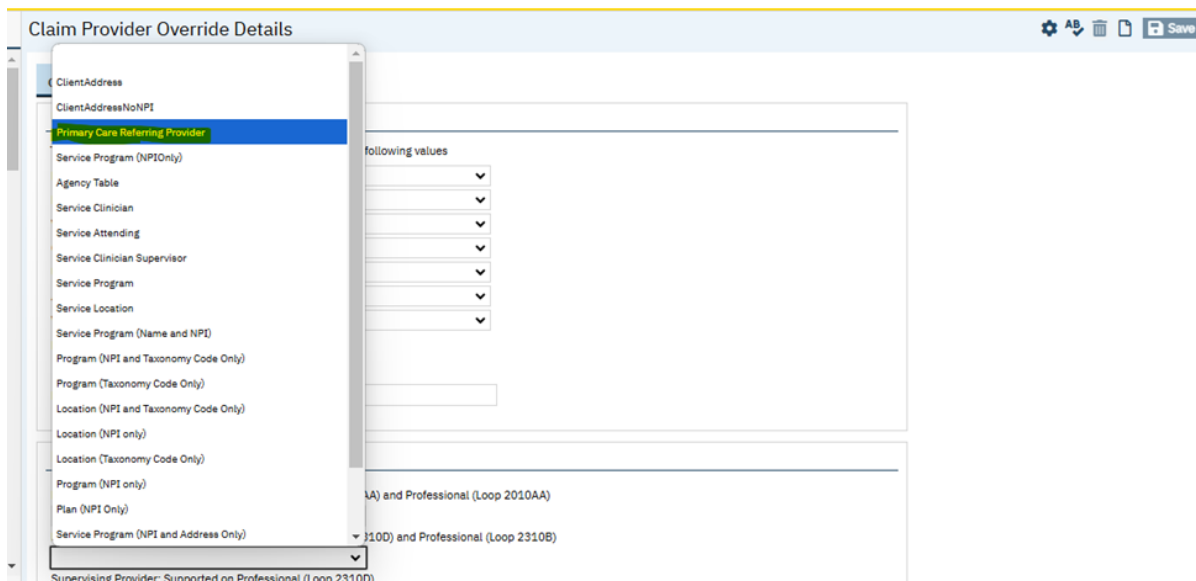 Claim Provider Override Details
Save
ClientAddress
ClientAddressNoNPI
Primary Care Referring Provider
Service Program (NPIOnly)
following values
Agency Table
Service Clinician
Service Attending
Service Clinician Supervisor
Service Program
Service Location
Service Program (Name and NPI)
Program (NPI and Taxonomy Code Only)
Program (Taxonomy Code Only)
Location (NPI and Taxonomy Code Only)
Location (NPI only)
Location (Taxonomy Code Only)
Program (NPI only)
AA) and Professional (Loop 2010AA)
Plan (NPI Only)
Service Program (NPI and Address Only)
310D) and Professional (Loop 2310B)
Supervising Provider: Supported on Professional (Loop 2310D)